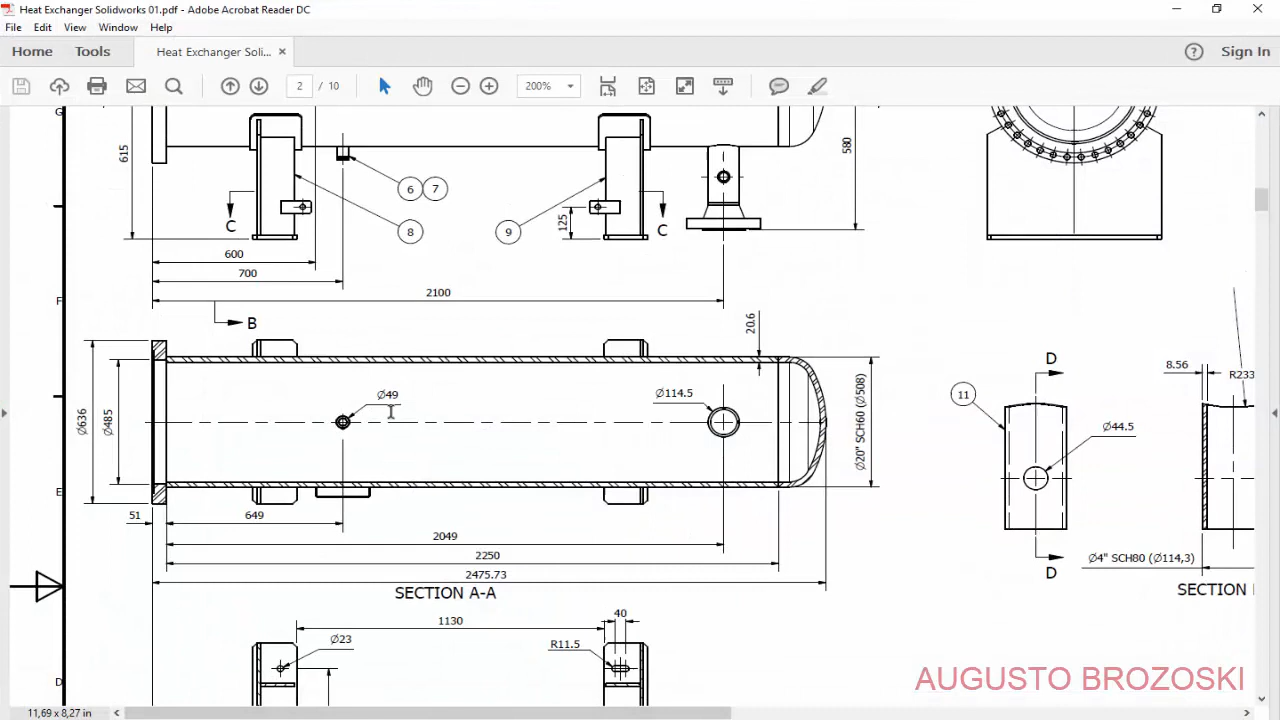 Heat Exchanger Solidworks 01.pdf - Adobe Acrobat Reader DC
File Edit View Window Help
Home Tools Heat Exchanger Soli... × Sign In
2 / 10 200%
G
615
580
6 7
C C
125
8 9
600
700
2100
F
B
20.6
D
8.56
R233
11
Ø49
Ø114.5
Ø636
Ø485
Ø20" SCH60 (Ø508)
Ø44.5
E
51 649
2049
2250
2475.73
SECTION A-A
Ø4" SCH80 (Ø114,3)
D
SECTION
40
1130
Ø23
R11.5
D
AUGUSTO BROZOSKI
11,69 x 8,27 in